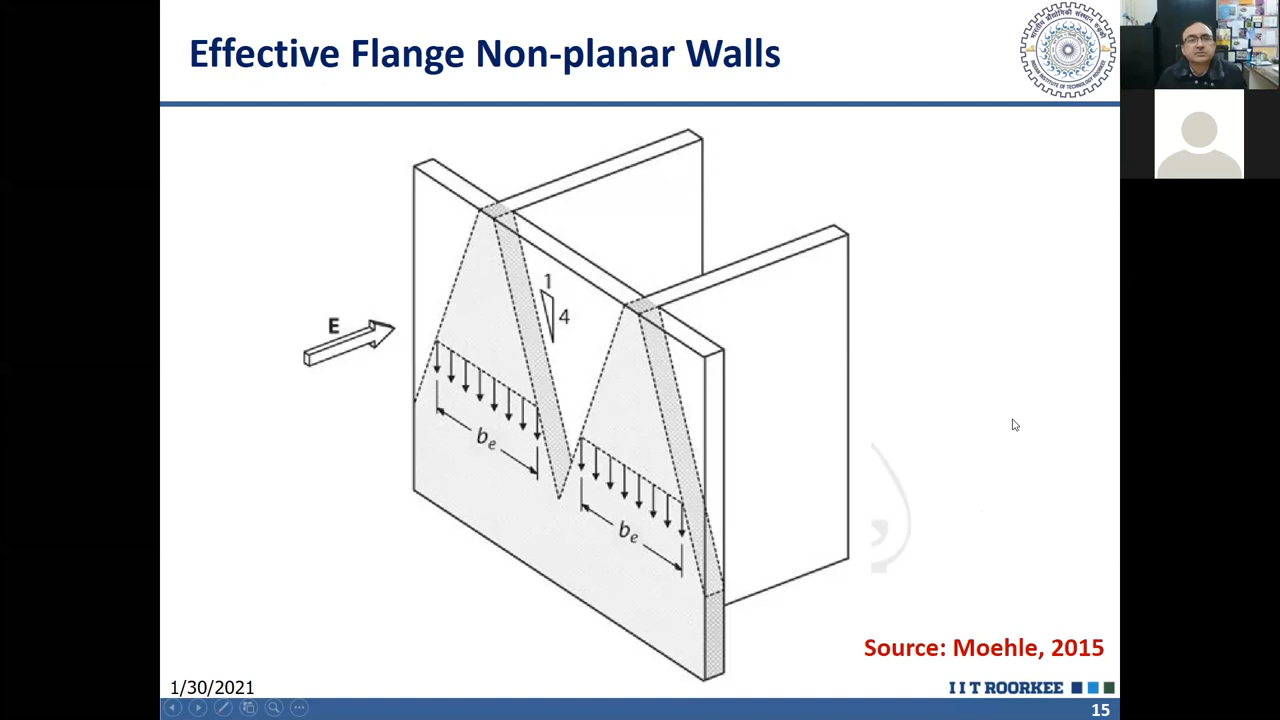 Effective Flange Non-planar Walls
1
4
E
be
be
Source: Moehle, 2015
1/30/2021
I I T ROORKEE
15